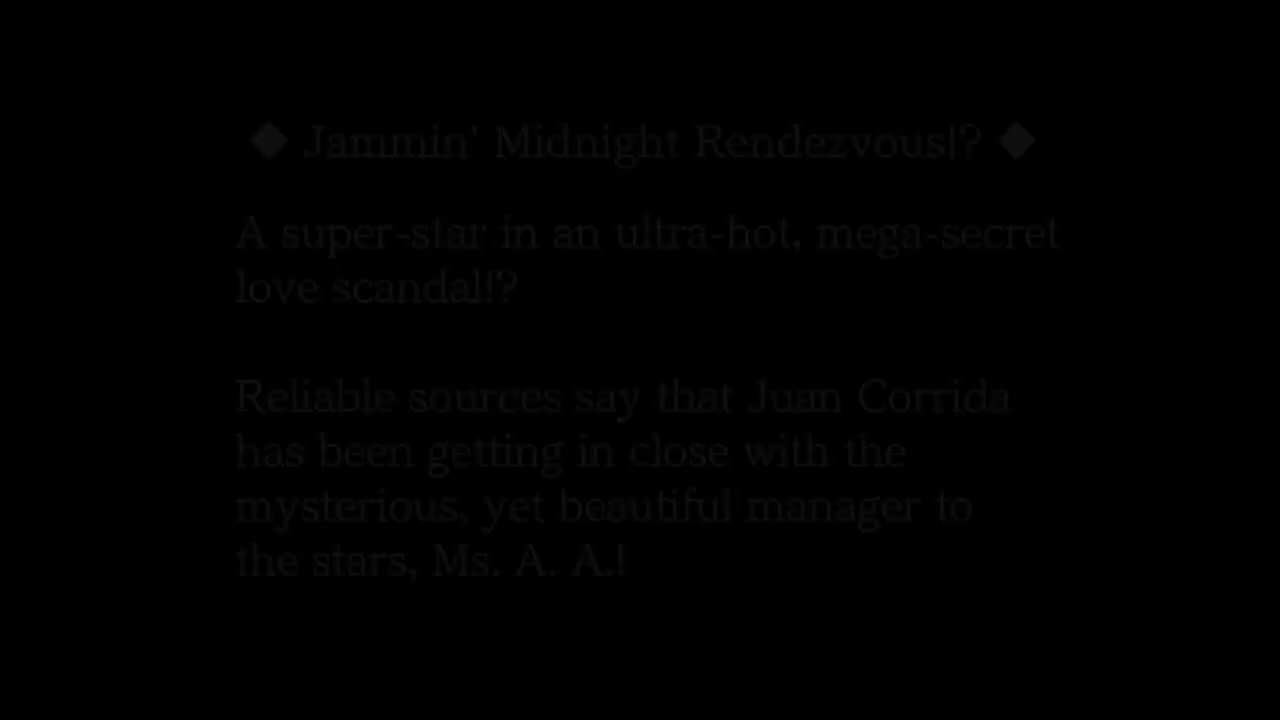 ◆ Jammin' Midnight Rendezvous!? ◆
A super-star in an ultra-hot, mega-secret
love scandal!?
Reliable sources say that Juan Corrida
has been getting in close with the
mysterious, yet beautiful manager to
the stars, Ms. A. A.!